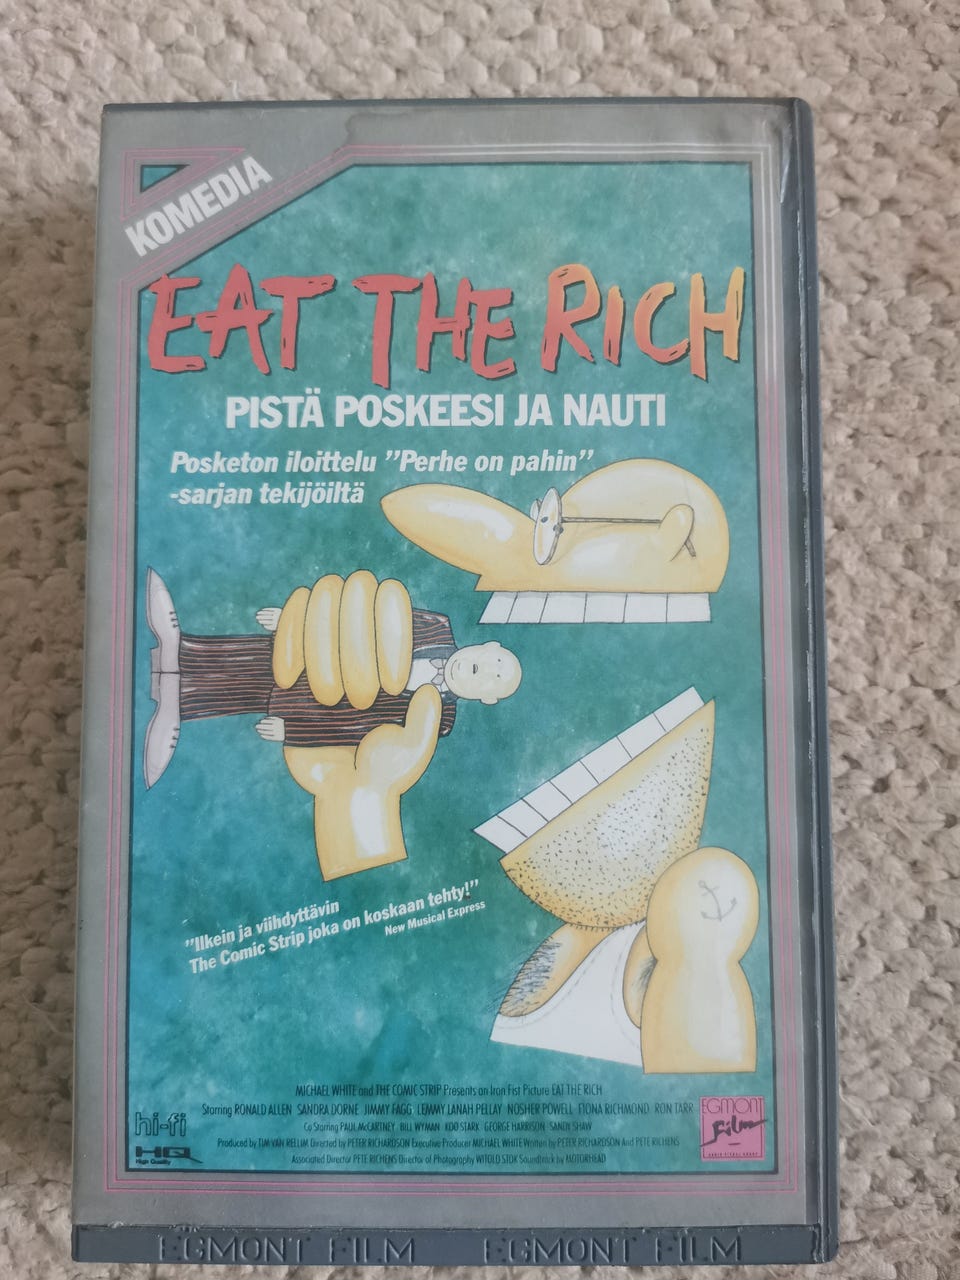 KOMEDIA
EAT THE RICH
PISTÄ POSKEESI JA NAUTI
Posketon iloittelu "Perhe on pahin"
-sarjan tekijöiltä
"Ilkein ja viihdyttävin
The Comic Strip joka on koskaan tehty!"
New Musical Express
MICHAEL WHITE and THE COMIC STRIP Presents an Iron Fist Picture EAT THE RICH
Starring RONALD ALLEN SANDRA DORNE JIMMY FAGG LEMMY LANAH PELLAY NOSHER POWELL FIONA RICHMOND RON TARR
Co Starring PAUL McCARTNEY BILL WYMAN KOO STARK GEORGE HARRISON SANDY SHAW
Produced by TIM VAN RELLIM Directed by PETER RICHARDSON Executive Producer MICHAEL WHITE Written by PETER RICHARDSON And PETE RICHENS
Associated Director PETE RICHENS Director of Photography WITOLD STOK Soundtrack by MOTORHEAD
hi-fi
HQ
High Quality
EGMONT
Film
EGMONT FILM EGMONT FILM